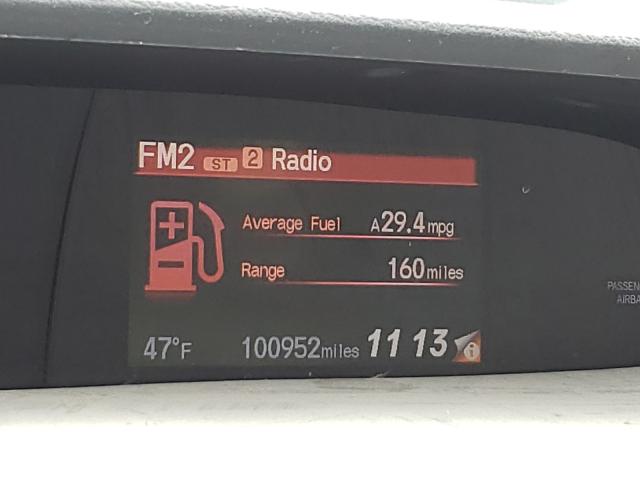 FM2 ST 2 Radio
Average Fuel A29.4mpg
Range 160miles
47°F 100952miles 11 13 i
PASSEN
AIRBA